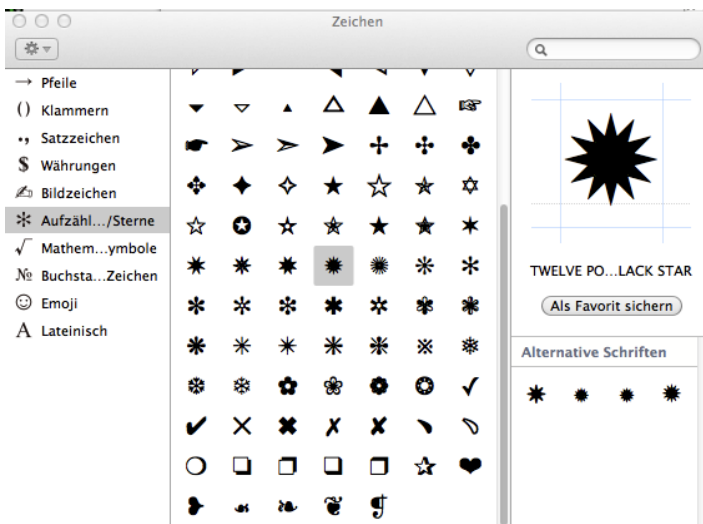 Zeichen
→ Pfeile
() Klammern
., Satzzeichen
$ Währungen
✍ Bildzeichen
✻ Aufzähl.../Sterne
√ Mathem...ymbole
№ Buchsta...Zeichen
☺ Emoji
A Lateinisch
TWELVE PO...LACK STAR
Als Favorit sichern
Alternative Schriften